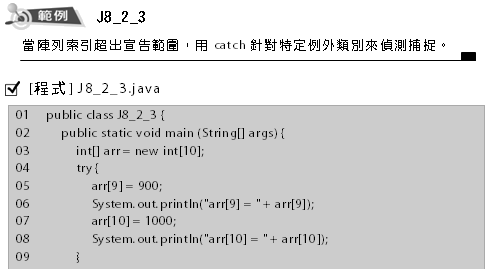 範例 J8_2_3
當陣列索引超出宣告範圍，用 catch 針對特定例外類別來偵測捕捉。
[程式] J8_2_3.java
01 public class J8_2_3 {
02 public static void main (String[] args) {
03 int[] arr = new int[10];
04 try {
05 arr[9] = 900;
06 System.out.println("arr[9] = " + arr[9]);
07 arr[10] = 1000;
08 System.out.println("arr[10] = " + arr[10]);
09 }